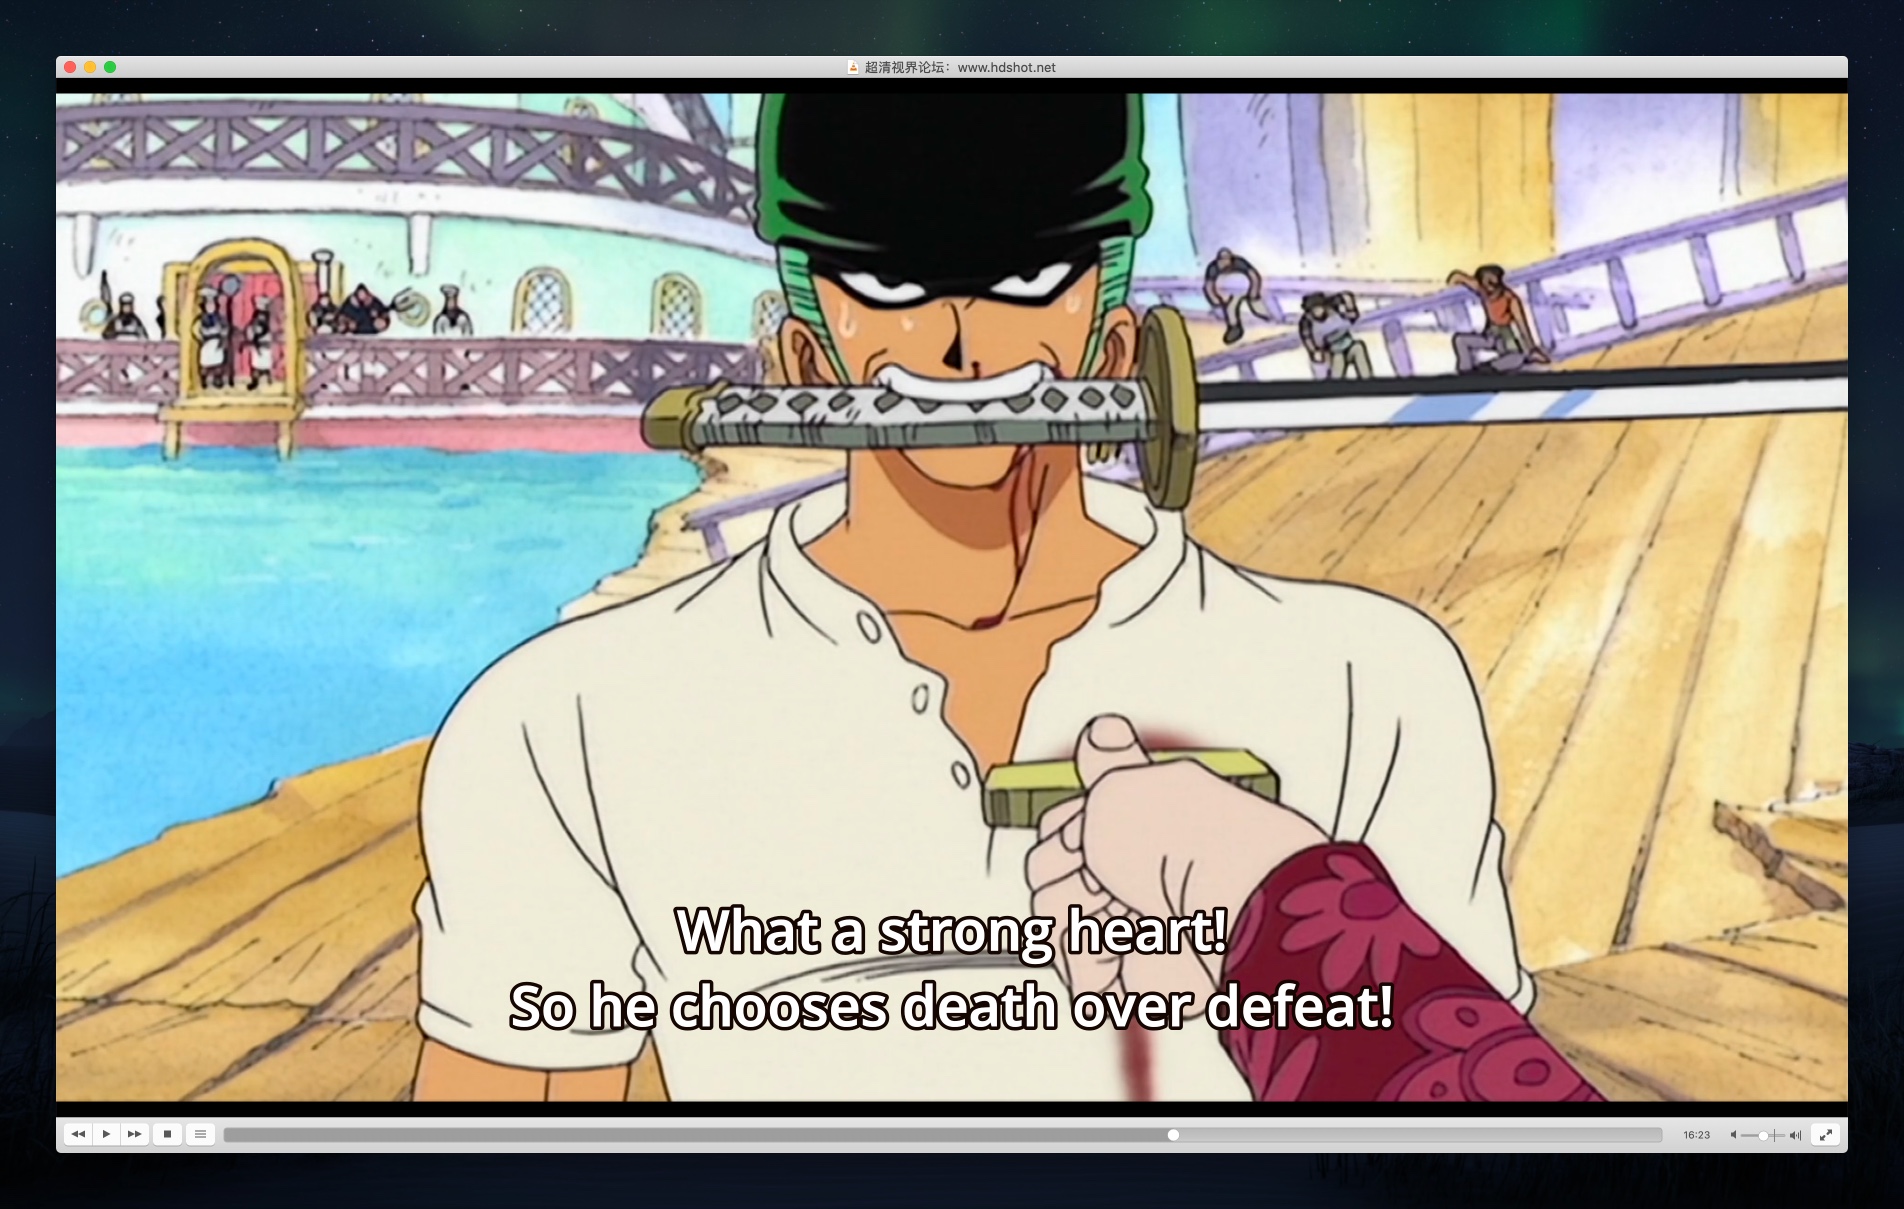 超清视界论坛：www.hdshot.net
What a strong heart!
So he chooses death over defeat!
16:23